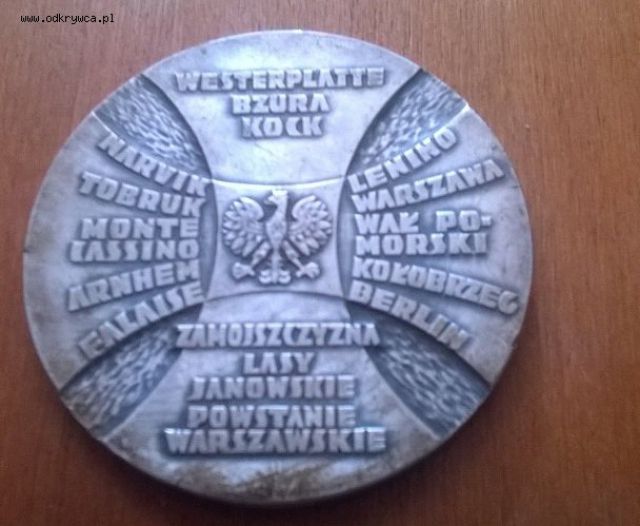 www.odkrywca.pl
WESTERPLATTE
BZURA
KOCK
NARVIK
TOBRUK
MONTE
CASSINO
ARNHEM
FALAISE
LENINO
WARSZAWA
WAŁ PO-
MORSKI
KOŁOBRZEG
BERLIN
ZAMOJSZCZYZNA
LASY
JANOWSKIE
POWSTANIE
WARSZAWSKIE